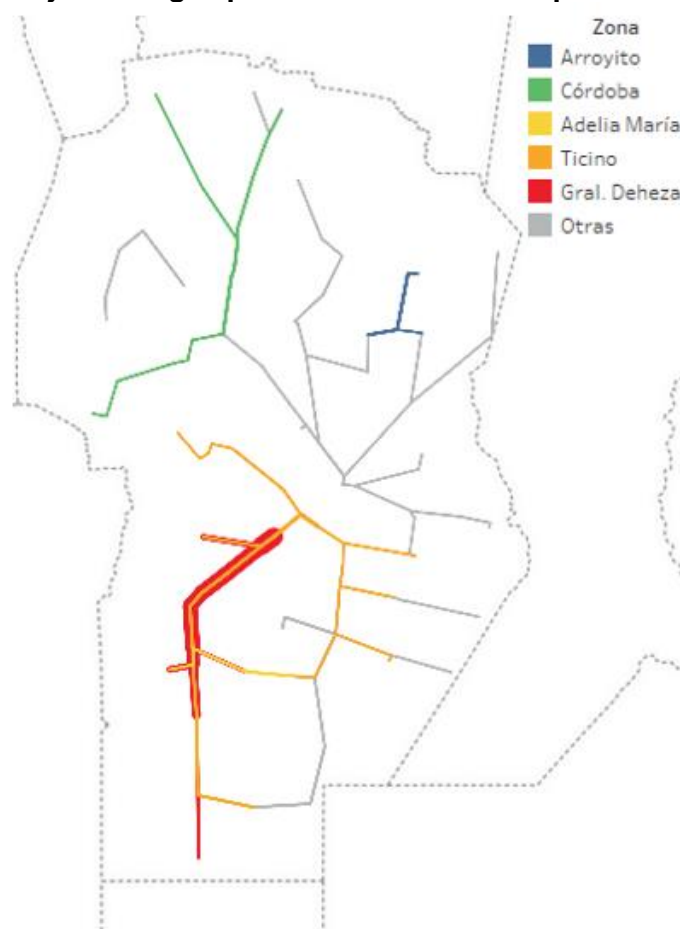 Zona
Arroyito
Córdoba
Adelia María
Ticino
Gral. Deheza
Otras